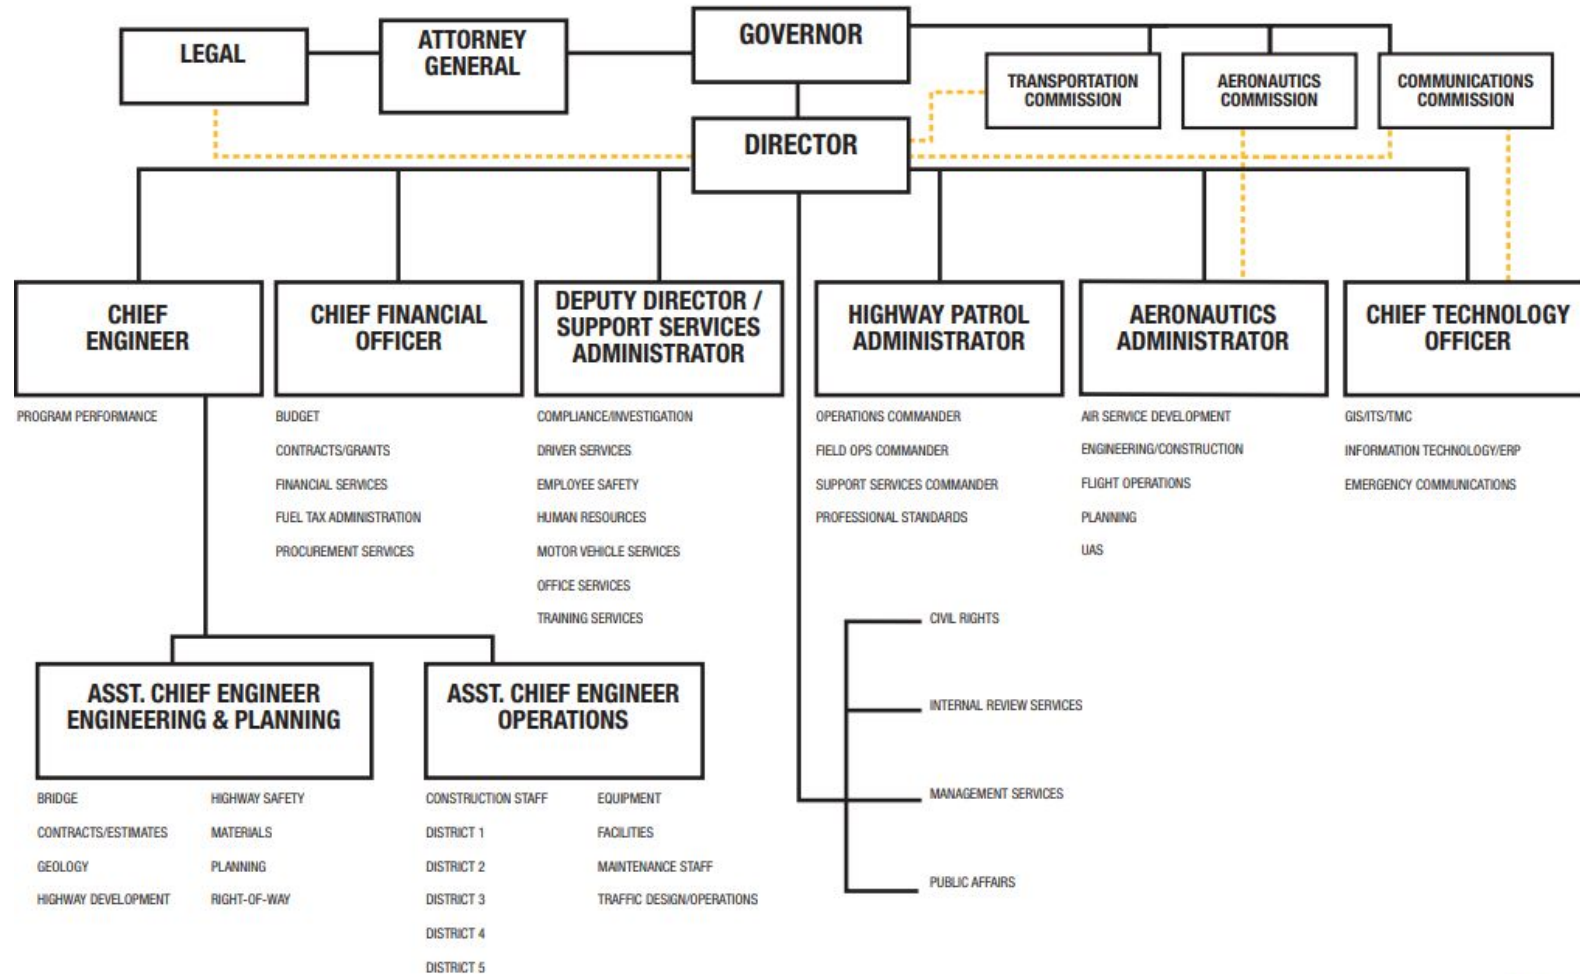 LEGAL
ATTORNEY
GENERAL
GOVERNOR
TRANSPORTATION
COMMISSION
AERONAUTICS
COMMISSION
COMMUNICATIONS
COMMISSION
DIRECTOR
CHIEF
ENGINEER
CHIEF FINANCIAL
OFFICER
DEPUTY DIRECTOR /
SUPPORT SERVICES
ADMINISTRATOR
HIGHWAY PATROL
ADMINISTRATOR
AERONAUTICS
ADMINISTRATOR
CHIEF TECHNOLOGY
OFFICER
PROGRAM PERFORMANCE
BUDGET
CONTRACTS/GRANTS
FINANCIAL SERVICES
FUEL TAX ADMINISTRATION
PROCUREMENT SERVICES
COMPLIANCE/INVESTIGATION
DRIVER SERVICES
EMPLOYEE SAFETY
HUMAN RESOURCES
MOTOR VEHICLE SERVICES
OFFICE SERVICES
TRAINING SERVICES
OPERATIONS COMMANDER
FIELD OPS COMMANDER
SUPPORT SERVICES COMMANDER
PROFESSIONAL STANDARDS
AIR SERVICE DEVELOPMENT
ENGINEERING/CONSTRUCTION
FLIGHT OPERATIONS
PLANNING
UAS
GIS/ITS/TMC
INFORMATION TECHNOLOGY/ERP
EMERGENCY COMMUNICATIONS
CIVIL RIGHTS
INTERNAL REVIEW SERVICES
MANAGEMENT SERVICES
PUBLIC AFFAIRS
ASST. CHIEF ENGINEER
ENGINEERING & PLANNING
ASST. CHIEF ENGINEER
OPERATIONS
BRIDGE
CONTRACTS/ESTIMATES
GEOLOGY
HIGHWAY DEVELOPMENT
HIGHWAY SAFETY
MATERIALS
PLANNING
RIGHT-OF-WAY
CONSTRUCTION STAFF
DISTRICT 1
DISTRICT 2
DISTRICT 3
DISTRICT 4
DISTRICT 5
EQUIPMENT
FACILITIES
MAINTENANCE STAFF
TRAFFIC DESIGN/OPERATIONS